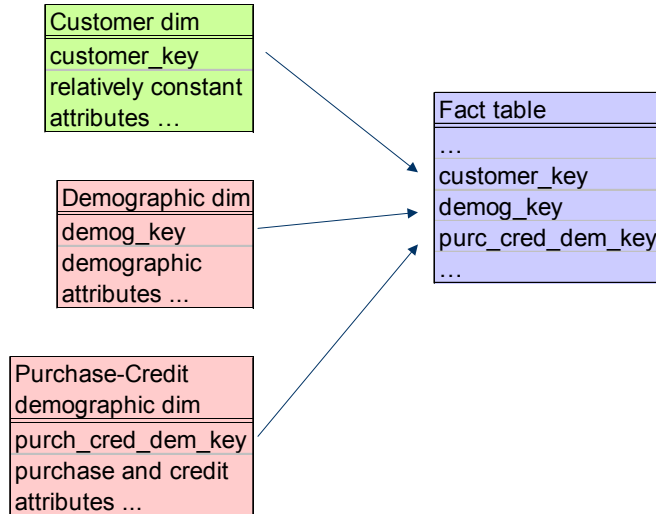 Customer dim
customer_key
relatively constant
attributes …
Demographic dim
demog_key
demographic
attributes ...
Purchase-Credit
demographic dim
purch_cred_dem_key
purchase and credit
attributes ...
Fact table
…
customer_key
demog_key
purc_cred_dem_key
…